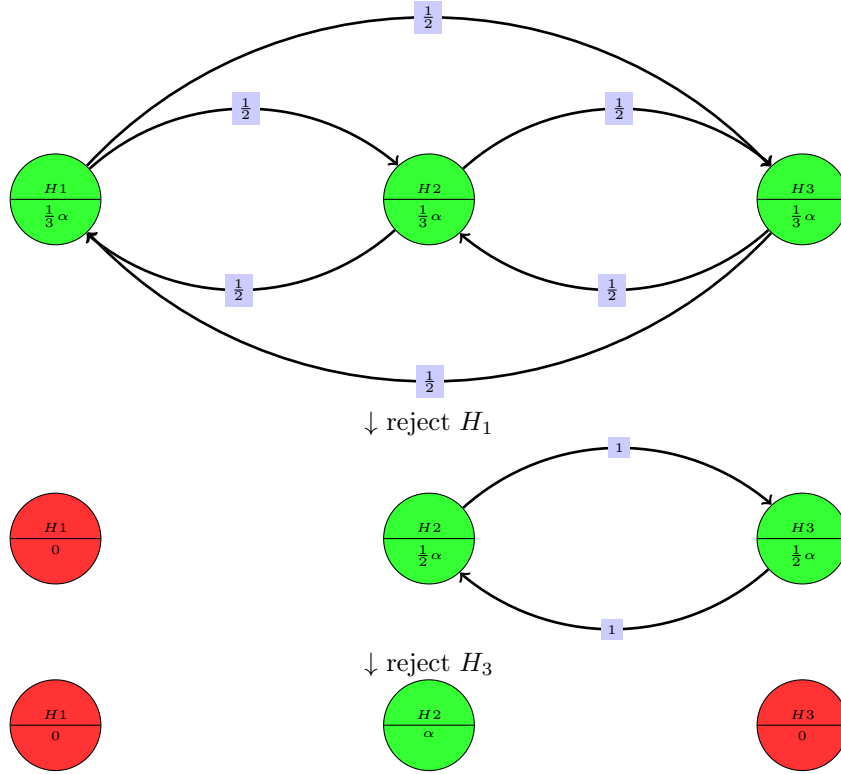 1/2
1/2 1/2
H1 H2 H3
1/3 α 1/3 α 1/3 α
1/2 1/2
1/2
↓ reject H₁
1
H1 H2 H3
0 1/2 α 1/2 α
1
↓ reject H₃
H1 H2 H3
0 α 0